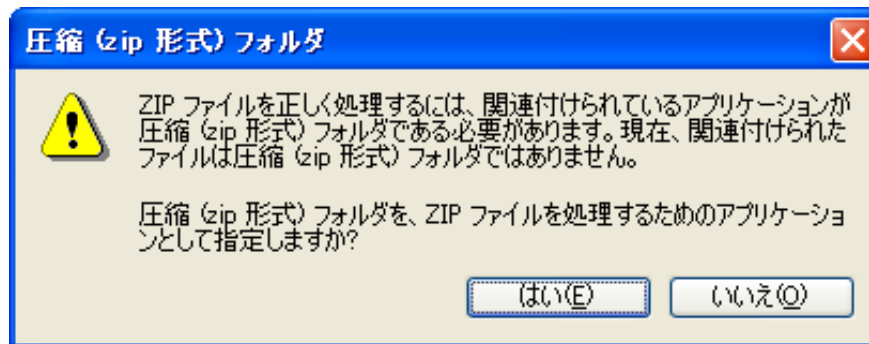 圧縮 (zip 形式) フォルダ
ZIP ファイルを正しく処理するには、関連付けられているアプリケーションが
圧縮 (zip 形式) フォルダである必要があります。現在、関連付けられた
ファイルは圧縮 (zip 形式) フォルダではありません。
圧縮 (zip 形式) フォルダを、ZIP ファイルを処理するためのアプリケーショ
ンとして指定しますか?
はい(E)
いいえ(O)